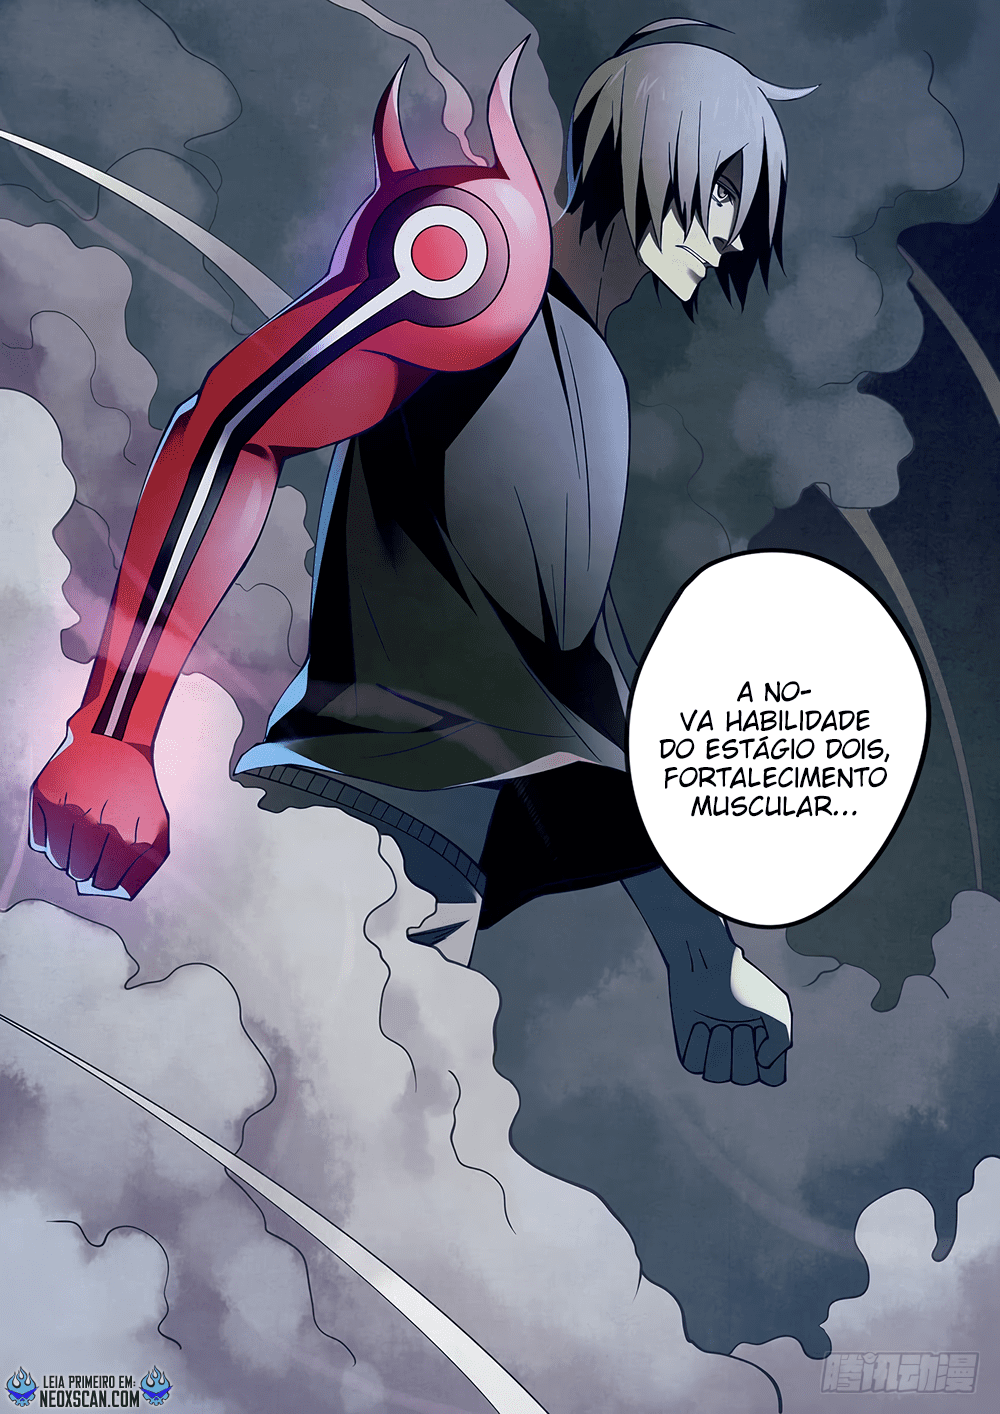 A NO-
VA HABILIDADE
DO ESTÁGIO DOIS,
FORTALECIMENTO
MUSCULAR...
LEIA PRIMEIRO EM:
NEOXSCAN.COM
腾讯动漫